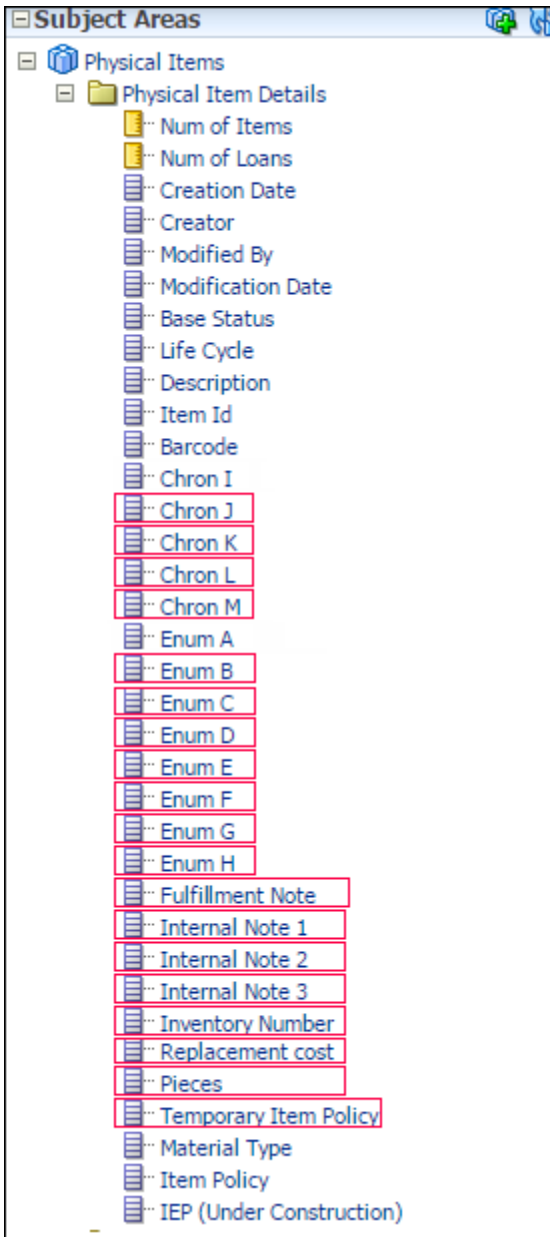 Subject Areas
Physical Items
Physical Item Details
Num of Items
Num of Loans
Creation Date
Creator
Modified By
Modification Date
Base Status
Life Cycle
Description
Item Id
Barcode
Chron I
Chron J
Chron K
Chron L
Chron M
Enum A
Enum B
Enum C
Enum D
Enum E
Enum F
Enum G
Enum H
Fulfillment Note
Internal Note 1
Internal Note 2
Internal Note 3
Inventory Number
Replacement cost
Pieces
Temporary Item Policy
Material Type
Item Policy
IEP (Under Construction)